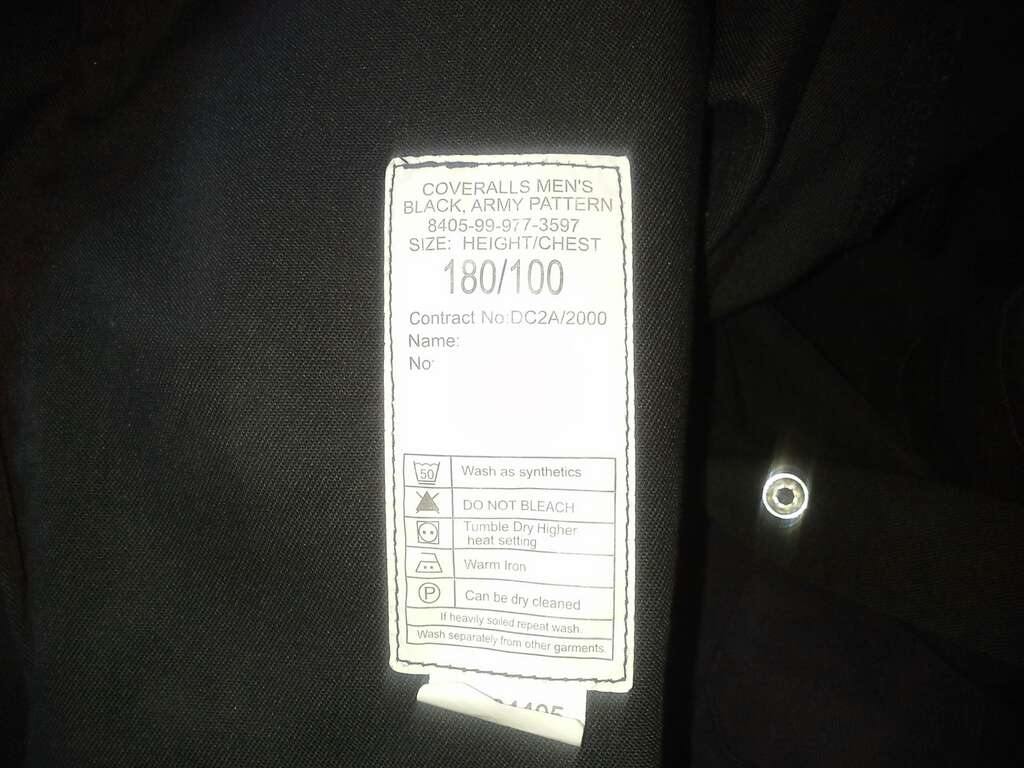 COVERALLS MEN'S
BLACK, ARMY PATTERN
8405-99-977-3597
SIZE: HEIGHT/CHEST
180/100
Contract No:DC2A/2000
Name:
No
50 Wash as synthetics
DO NOT BLEACH
Tumble Dry Higher
heat setting
Warm Iron
P Can be dry cleaned
If heavily soiled repeat wash.
Wash separately from other garments.